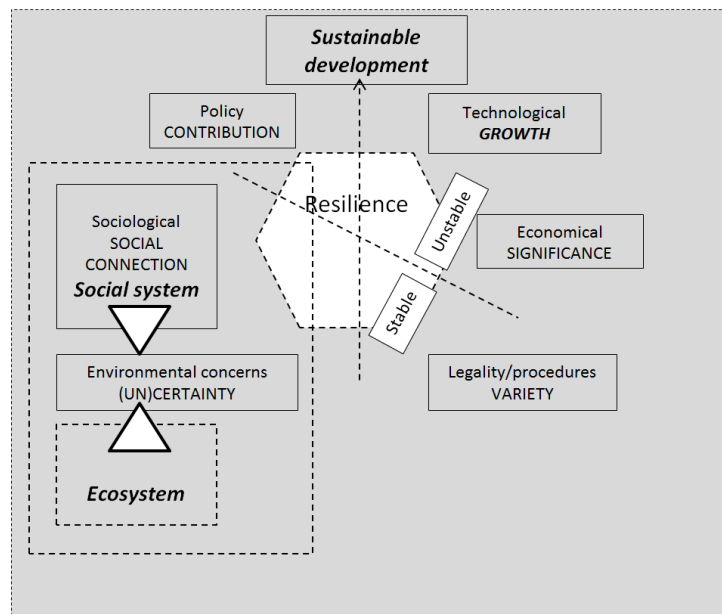 Sustainable
development
Policy
CONTRIBUTION
Technological
GROWTH
Resilience
Unstable
Stable
Sociological
SOCIAL
CONNECTION
Social system
Economical
SIGNIFICANCE
Environmental concerns
(UN)CERTAINTY
Legality/procedures
VARIETY
Ecosystem